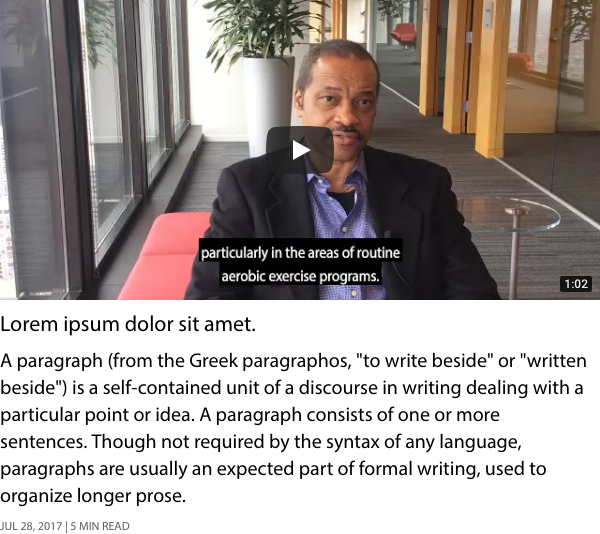 particularly in the areas of routine
aerobic exercise programs.
1:02
Lorem ipsum dolor sit amet.
A paragraph (from the Greek paragraphos, "to write beside" or "written
beside") is a self-contained unit of a discourse in writing dealing with a
particular point or idea. A paragraph consists of one or more
sentences. Though not required by the syntax of any language,
paragraphs are usually an expected part of formal writing, used to
organize longer prose.
JUL 28, 2017 | 5 MIN READ